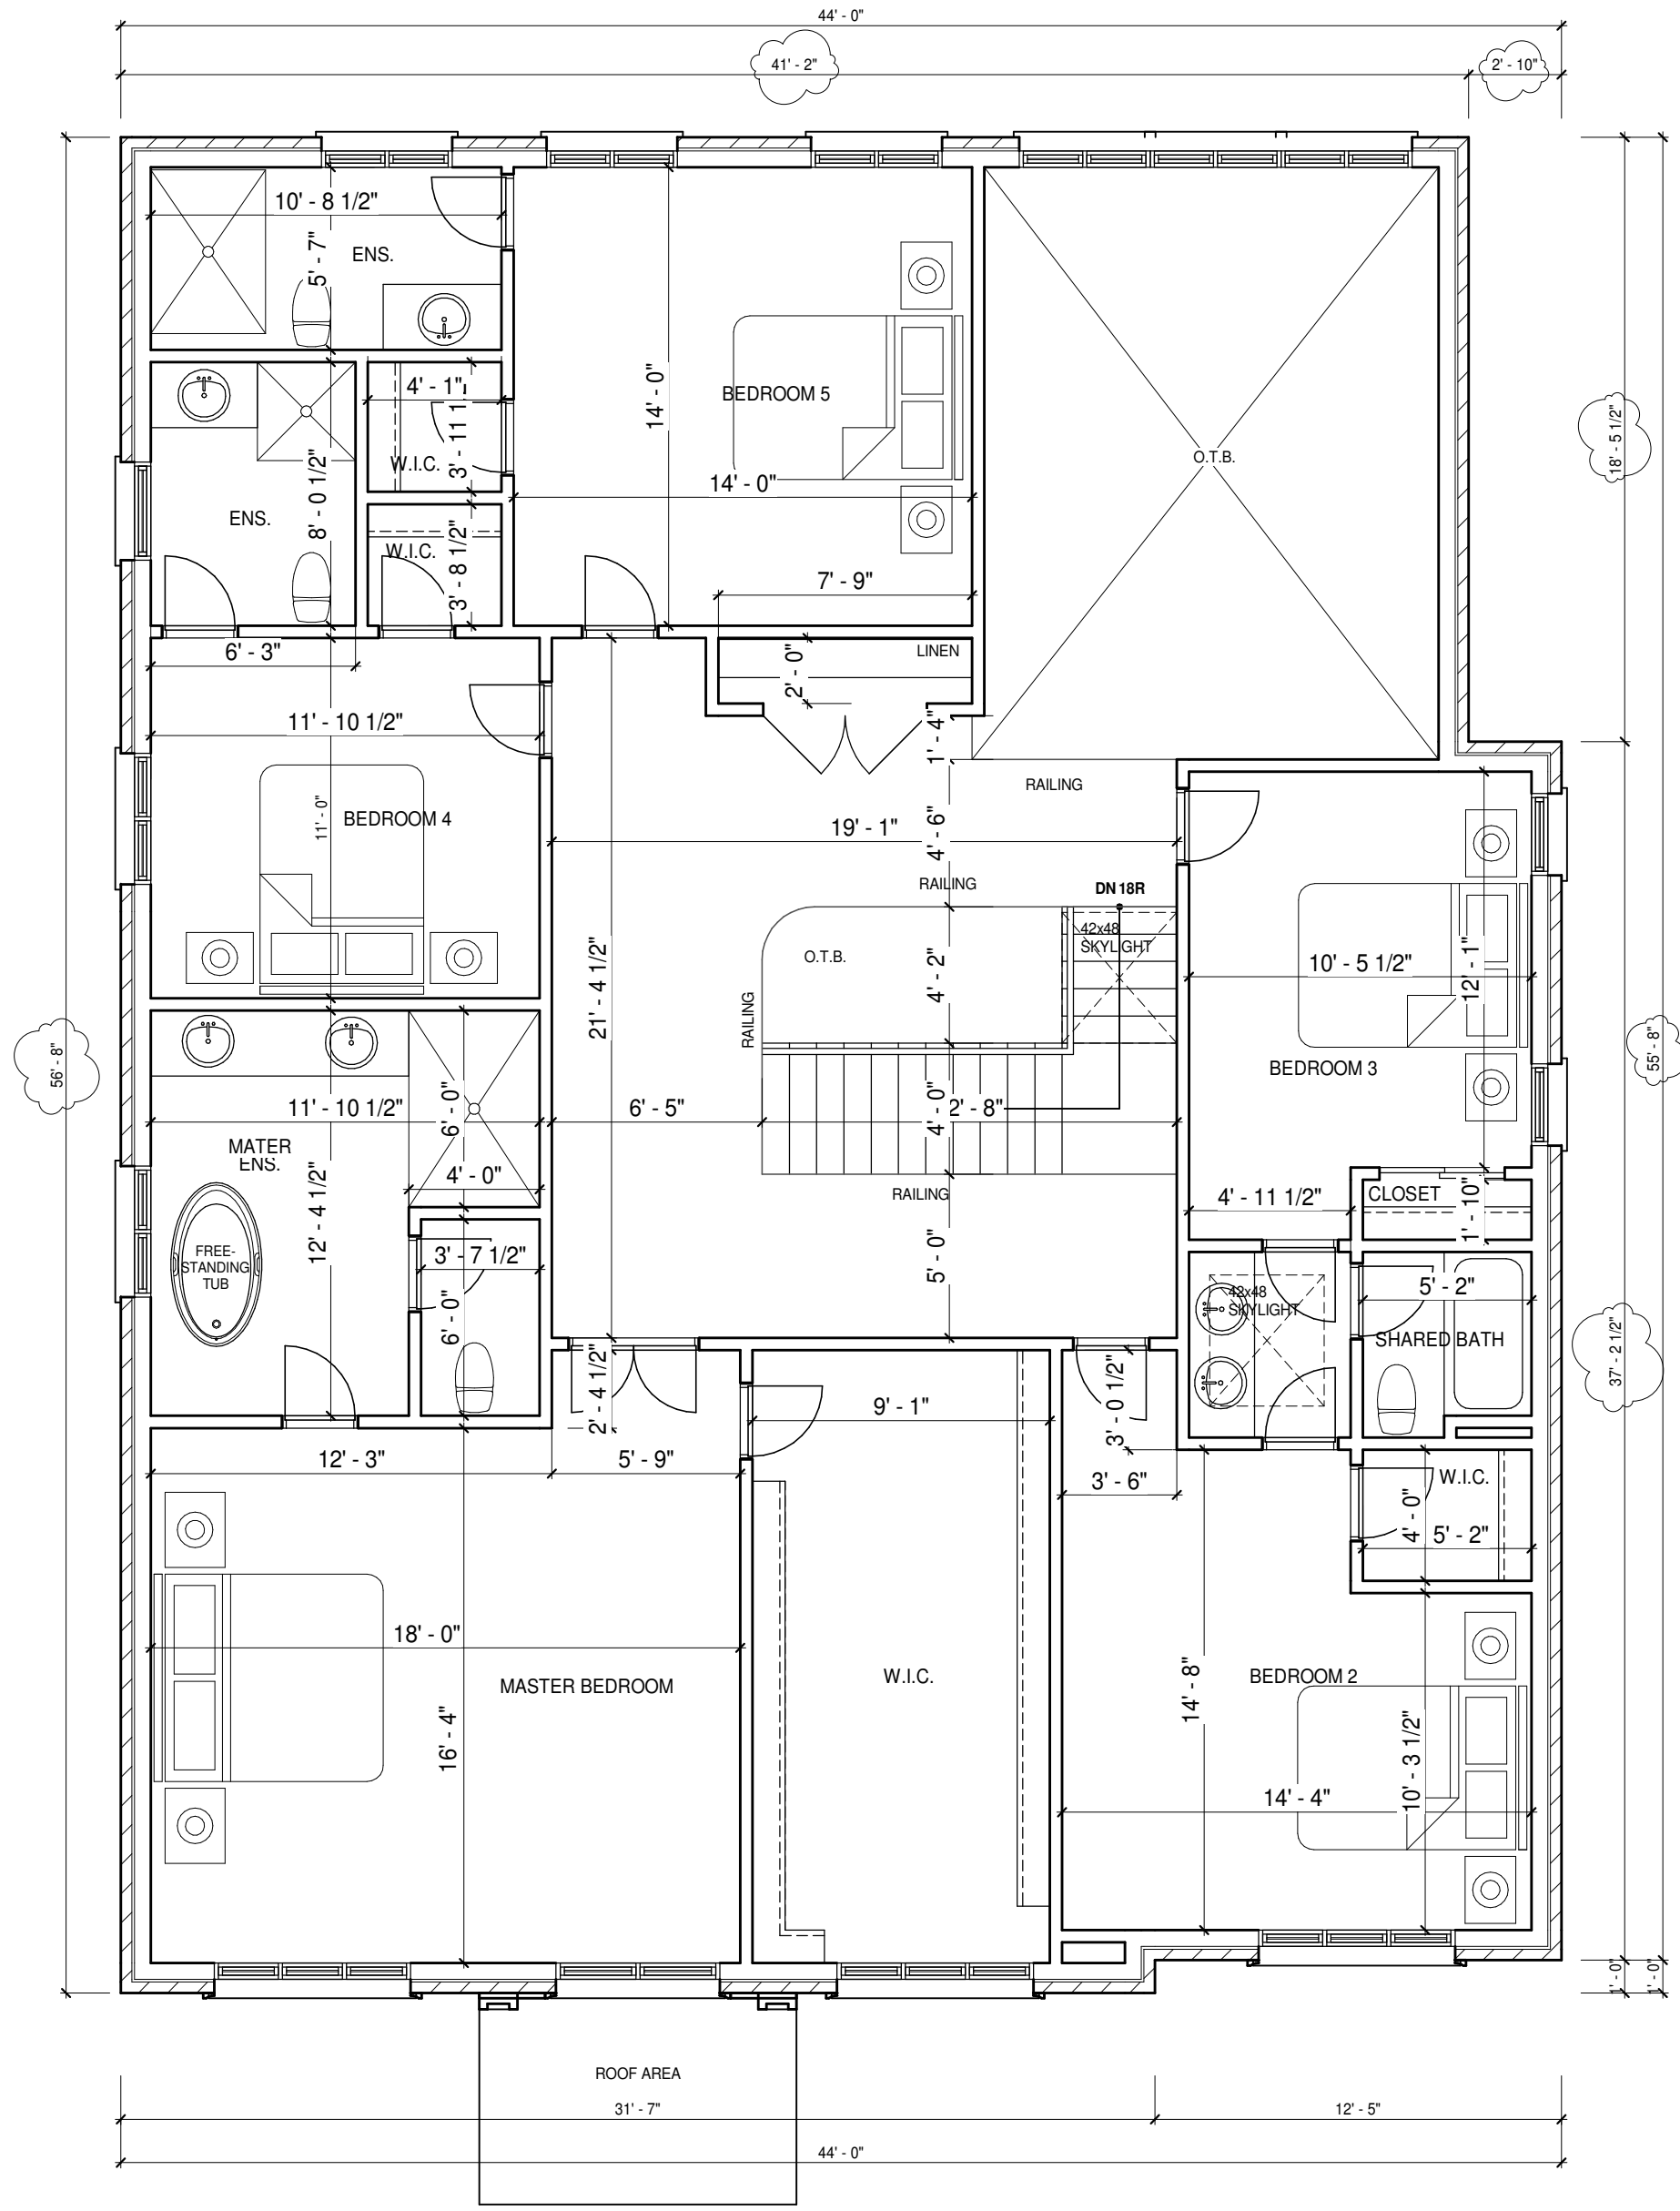 44' - 0"
41' - 2"
2' - 10"
10' - 8 1/2"
5' - 7"
ENS.
4' - 1"
3' - 11
W.I.C.
14' - 0"
BEDROOM 5
14' - 0"
O.T.B.
18' - 5 1/2"
ENS.
8' - 0 1/2"
W.I.C.
3' - 8 1/2"
7' - 9"
6' - 3"
2' - 0"
LINEN
11' - 10 1/2"
1' - 4"
RAILING
11' - 0"
BEDROOM 4
19' - 1"
4' - 6"
RAILING
DN 18R
42x48
SKYLIGHT
O.T.B.
4' - 2"
21' - 4 1/2"
RAILING
10' - 5 1/2"
12' - 1"
BEDROOM 3
56' - 8"
55' - 8"
11' - 10 1/2"
6' - 0"
6' - 5"
4' - 0"
2' - 8"
MATER
ENS.
4' - 0"
12' - 4 1/2"
RAILING
4' - 11 1/2"
CLOSET
1' - 10"
FREE-
STANDING
TUB
3' - 7 1/2"
6' - 0"
5' - 0"
42x48
SKYLIGHT
5' - 2"
SHARED BATH
37' - 2 1/2"
2' - 4 1/2"
9' - 1"
3' - 0 1/2"
12' - 3"
5' - 9"
3' - 6"
W.I.C.
4' - 0"
5' - 2"
18' - 0"
MASTER BEDROOM
16' - 4"
W.I.C.
14' - 8"
BEDROOM 2
10' - 3 1/2"
14' - 4"
1' - 0"
1' - 0"
ROOF AREA
31' - 7"
12' - 5"
44' - 0"